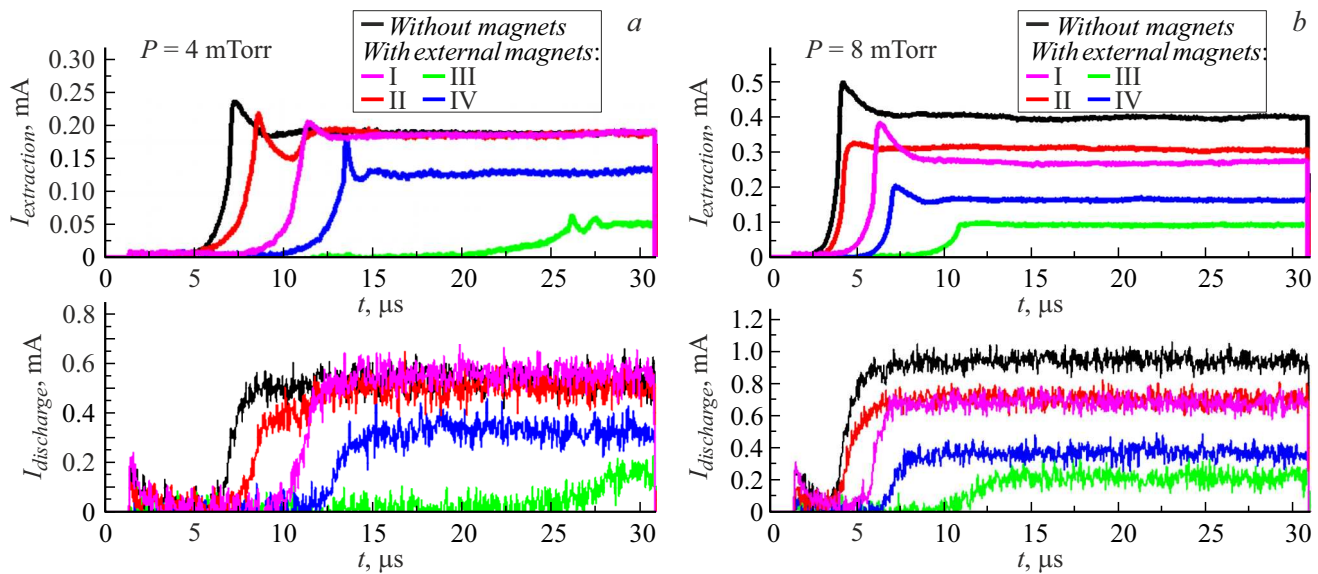 a
P = 4 mTorr
Without magnets
With external magnets:
I III
II IV
I_extraction, mA
0.30
0.25
0.20
0.15
0.10
0.05
0
0 5 10 15 20 25 30
t, μs
I_discharge, mA
0.8
0.6
0.4
0.2
0
0 5 10 15 20 25 30
t, μs
b
P = 8 mTorr
Without magnets
With external magnets:
I III
II IV
I_extraction, mA
0.5
0.4
0.3
0.2
0.1
0
0 5 10 15 20 25 30
t, μs
I_discharge, mA
1.2
1.0
0.8
0.6
0.4
0.2
0
0 5 10 15 20 25 30
t, μs